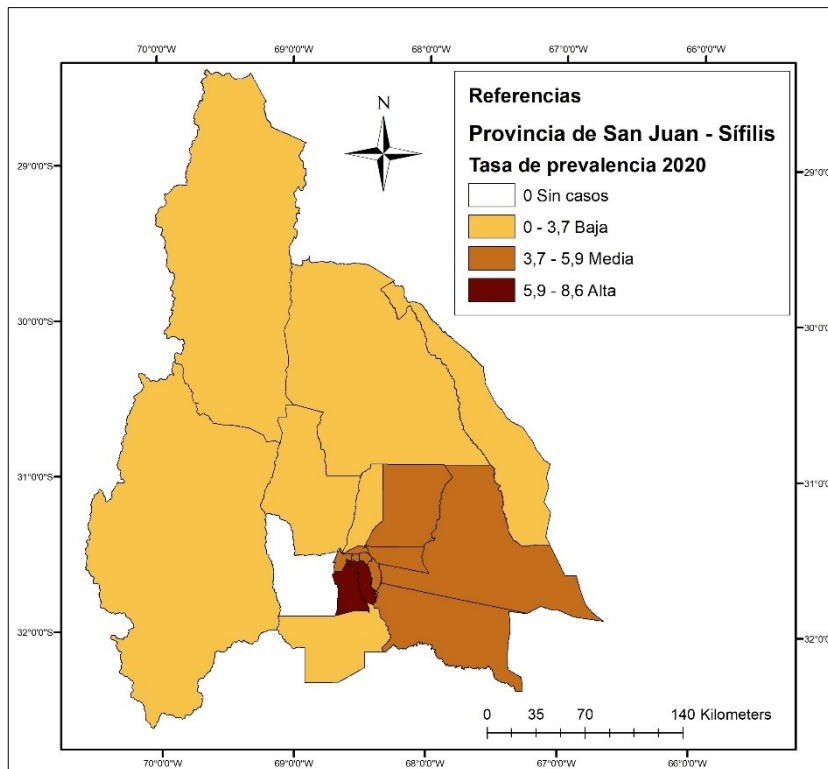 70°0'0"W 69°0'0"W 68°0'0"W 67°0'0"W 66°0'0"W
Referencias
Provincia de San Juan - Sífilis
Tasa de prevalencia 2020
0 Sin casos
0 - 3,7 Baja
3,7 - 5,9 Media
5,9 - 8,6 Alta
N
29°0'0"S 29°0'0"S
30°0'0"S 30°0'0"S
31°0'0"S 31°0'0"S
32°0'0"S 32°0'0"S
0 35 70 140 Kilometers
70°0'0"W 69°0'0"W 68°0'0"W 67°0'0"W 66°0'0"W